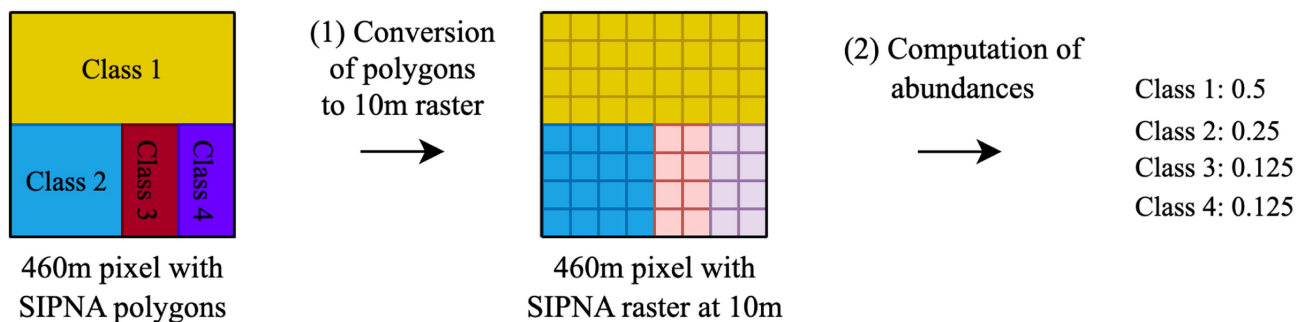 Class 1
Class 2
Class 3
Class 4
460m pixel with
SIPNA polygons
(1) Conversion
of polygons
to 10m raster
460m pixel with
SIPNA raster at 10m
(2) Computation of
abundances
Class 1: 0.5
Class 2: 0.25
Class 3: 0.125
Class 4: 0.125